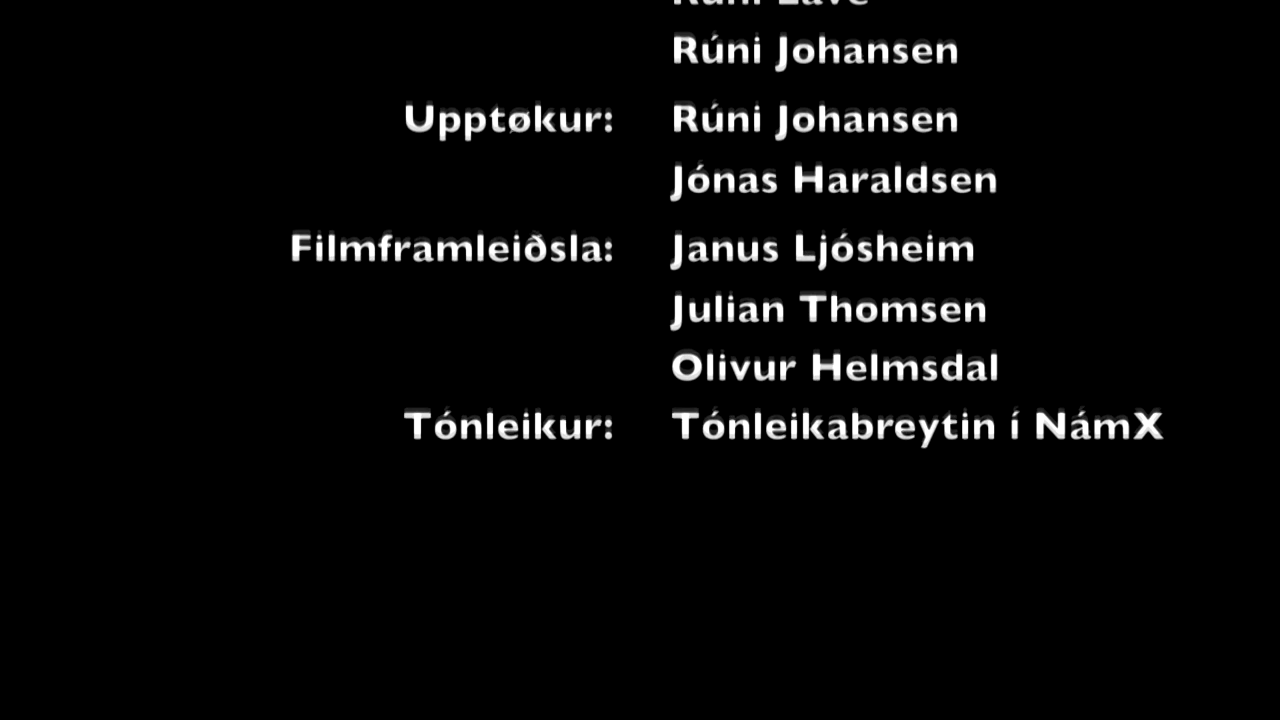 Rúni Johansen
Upptøkur: Rúni Johansen
Jónas Haraldsen
Filmframleiðsla: Janus Ljósheim
Julian Thomsen
Olivur Helmsdal
Tónleikur: Tónleikabreytin í NámX